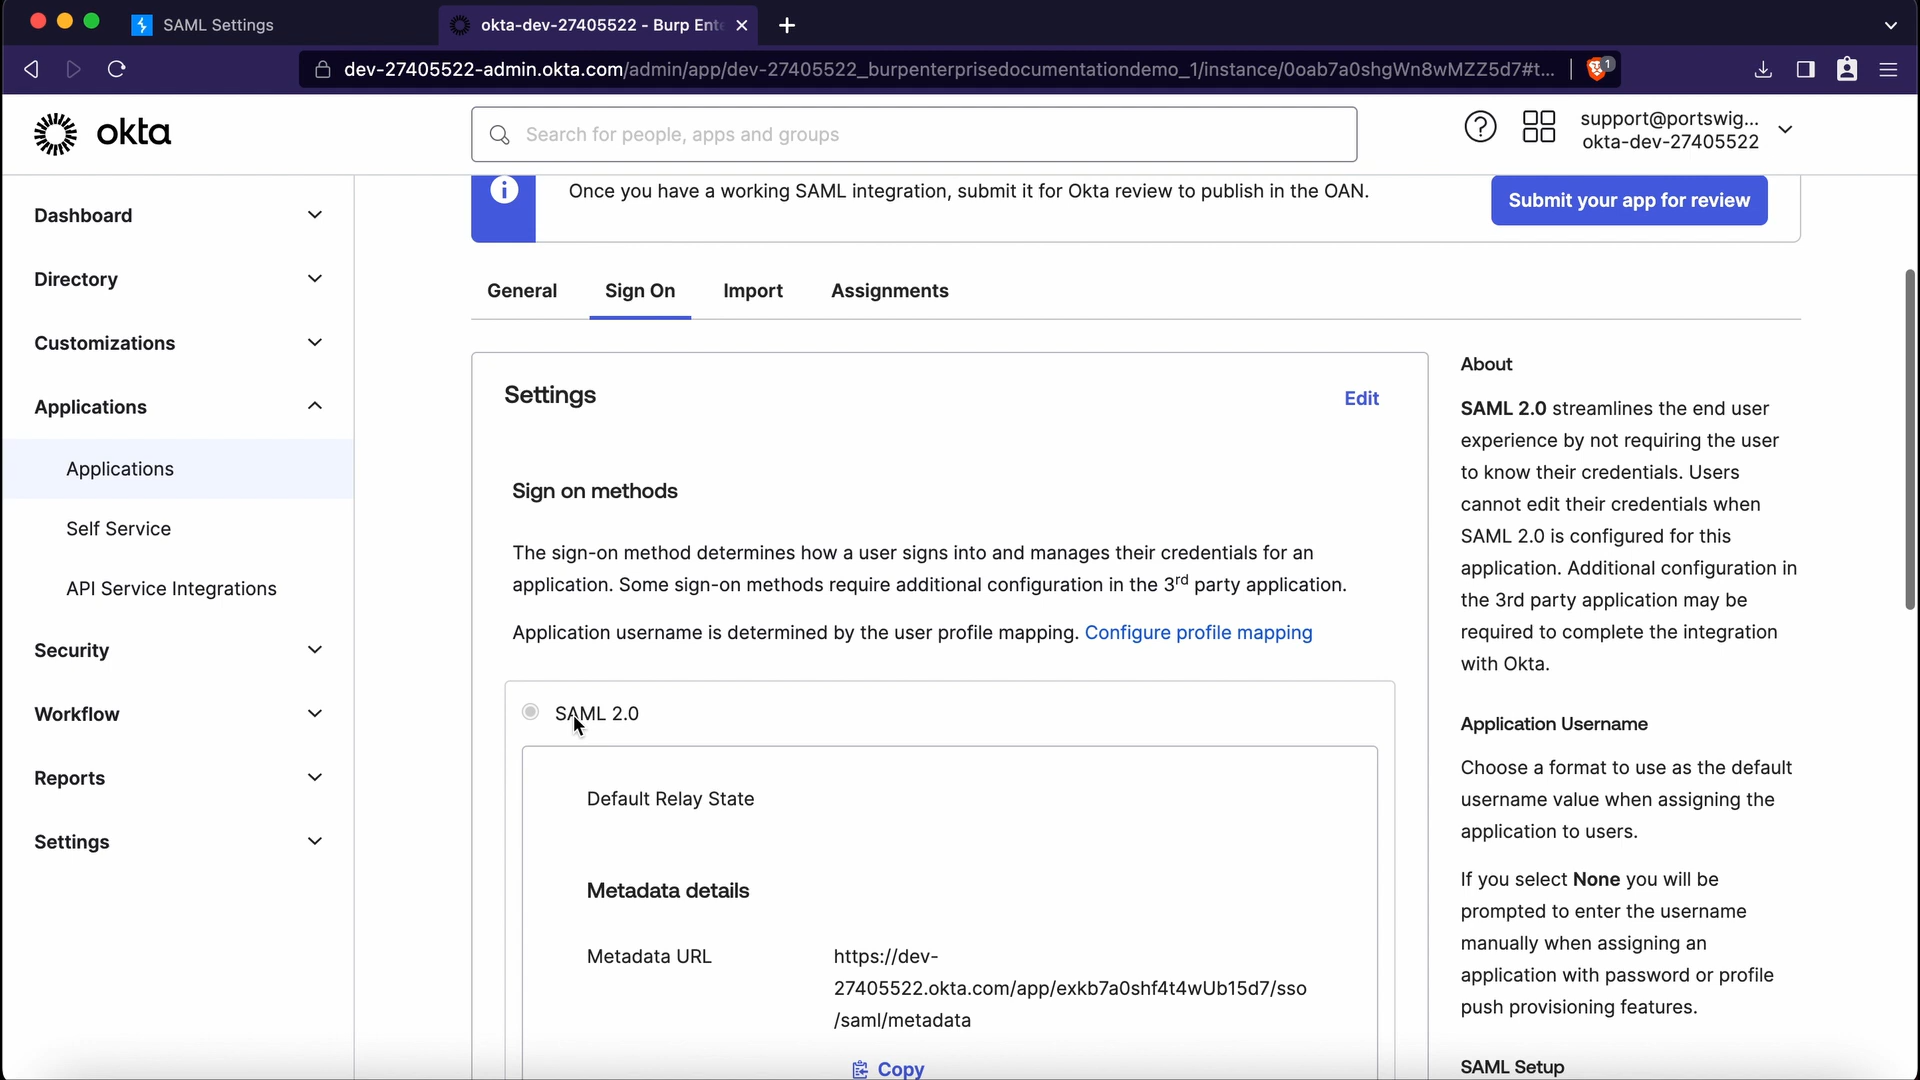 SAML Settings
okta-dev-27405522 - Burp Ente
dev-27405522-admin.okta.com/admin/app/dev-27405522_burpenterprisedocumentationdemo_1/instance/0oab7a0shgWn8wMZZ5d7#t...
1
okta
Search for people, apps and groups
support@portswig...
okta-dev-27405522
Once you have a working SAML integration, submit it for Okta review to publish in the OAN.
Submit your app for review
Dashboard
Directory
Customizations
Applications
Applications
Self Service
API Service Integrations
Security
Workflow
Reports
Settings
General
Sign On
Import
Assignments
Settings
Edit
Sign on methods
The sign-on method determines how a user signs into and manages their credentials for an
application. Some sign-on methods require additional configuration in the 3rd party application.
Application username is determined by the user profile mapping. Configure profile mapping
SAML 2.0
Default Relay State
Metadata details
Metadata URL
https://dev-
27405522.okta.com/app/exkb7a0shf4t4wUb15d7/sso
/saml/metadata
Copy
About
SAML 2.0 streamlines the end user
experience by not requiring the user
to know their credentials. Users
cannot edit their credentials when
SAML 2.0 is configured for this
application. Additional configuration in
the 3rd party application may be
required to complete the integration
with Okta.
Application Username
Choose a format to use as the default
username value when assigning the
application to users.
If you select None you will be
prompted to enter the username
manually when assigning an
application with password or profile
push provisioning features.
SAML Setup